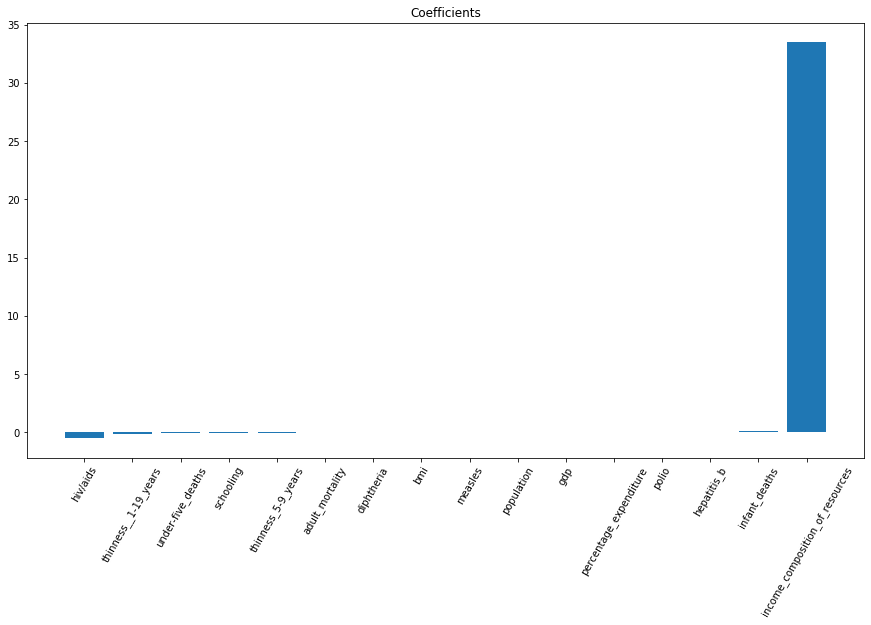 Coefficients
35
30
25
20
15
10
5
0
hiv/aids
thinness__1-19_years
under-five_deaths
schooling
thinness_5-9_years
adult_mortality
diphtheria
bmi
measles
population
gdp
percentage_expenditure
polio
hepatitis_b
infant_deaths
income_composition_of_resources